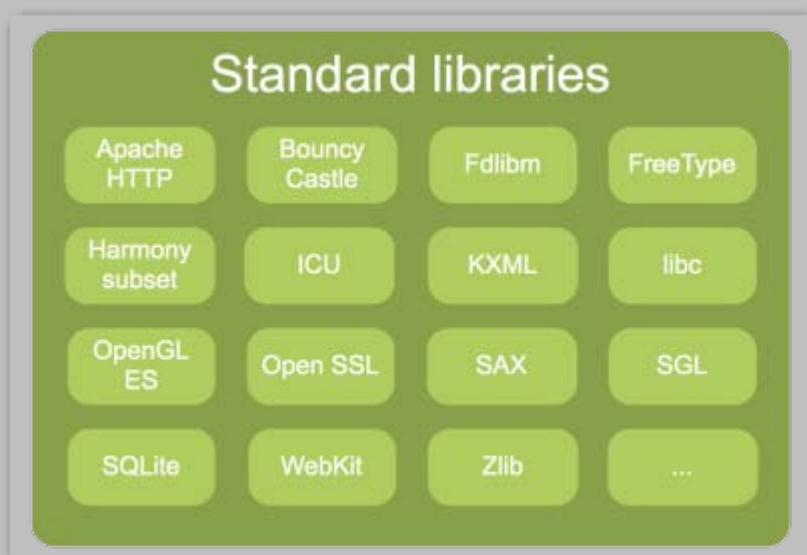 Standard libraries
Apache
HTTP
Bouncy
Castle
Fdlibm
FreeType
Harmony
subset
ICU
KXML
libc
OpenGL
ES
Open SSL
SAX
SGL
SQLite
WebKit
Zlib
...